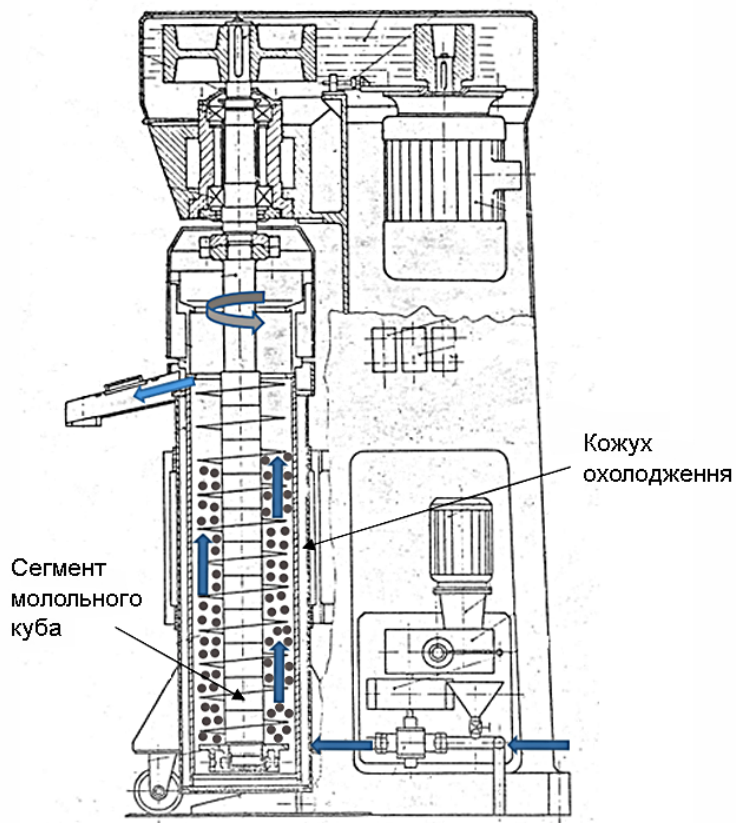 Кожух
охолодження
Сегмент
молольного
куба